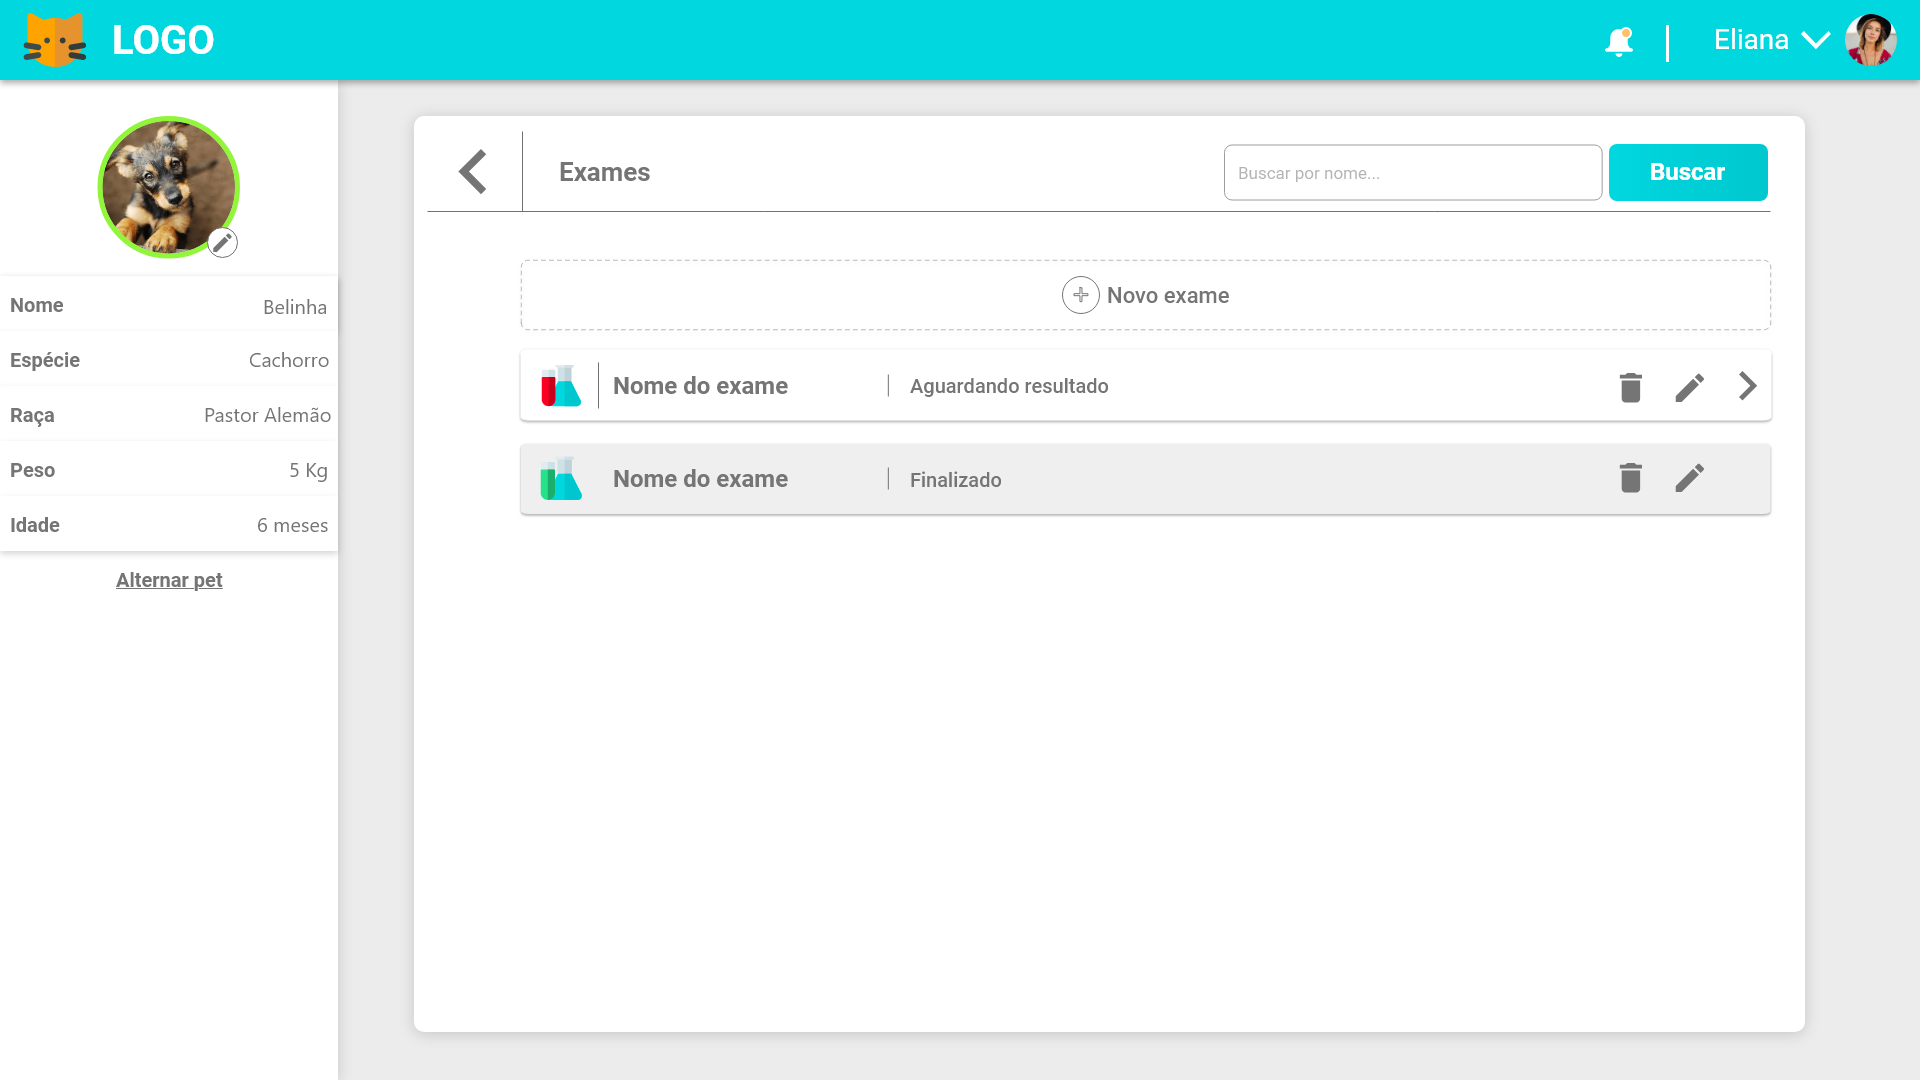 LOGO
Eliana
Nome
Belinha
Espécie
Cachorro
Raça
Pastor Alemão
Peso
5 Kg
Idade
6 meses
Alternar pet
Exames
Buscar por nome...
Buscar
Novo exame
Nome do exame
Aguardando resultado
Nome do exame
Finalizado